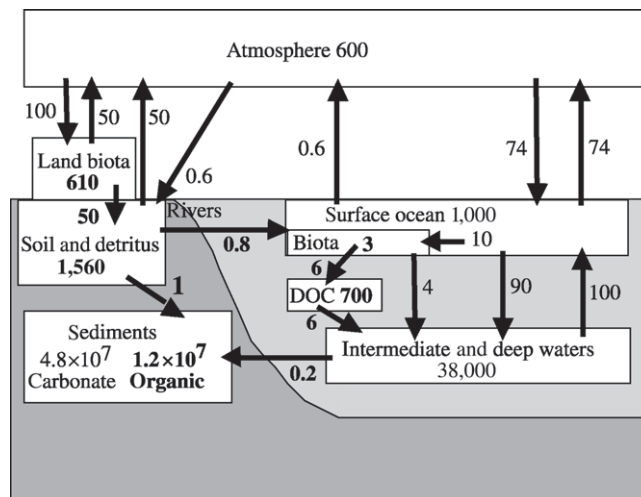 Atmosphere 600
100
50
50
0.6
0.6
74
74
Land biota
610
50
Soil and detritus
1,560
Rivers
0.8
Surface ocean 1,000
Biota
3
10
6
DOC 700
6
4
90
100
1
Sediments
4.8×10⁷ 1.2×10⁷
Carbonate Organic
0.2
Intermediate and deep waters
38,000